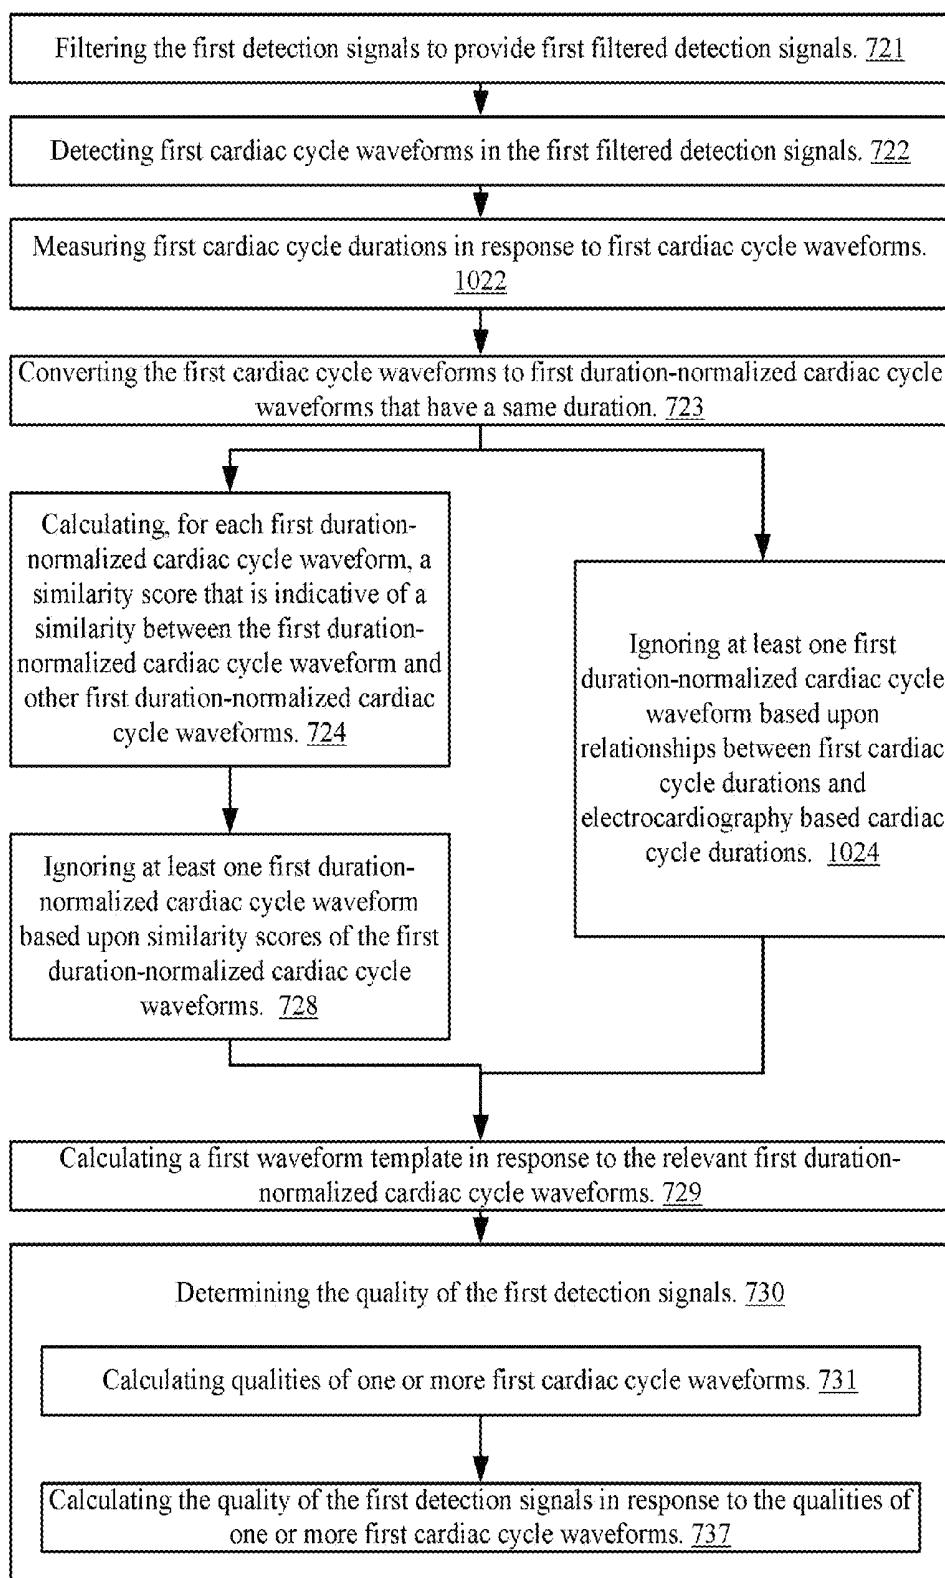 Filtering the first detection signals to provide first filtered detection signals. 721
Detecting first cardiac cycle waveforms in the first filtered detection signals. 722
Measuring first cardiac cycle durations in response to first cardiac cycle waveforms.
1022
Converting the first cardiac cycle waveforms to first duration-normalized cardiac cycle
waveforms that have a same duration. 723
Calculating, for each first duration-
normalized cardiac cycle waveform, a
similarity score that is indicative of a
similarity between the first duration-
normalized cardiac cycle waveform and
other first duration-normalized cardiac
cycle waveforms. 724
Ignoring at least one first duration-
normalized cardiac cycle waveform
based upon similarity scores of the first
duration-normalized cardiac cycle
waveforms. 728
Ignoring at least one first
duration-normalized cardiac cycle
waveform based upon
relationships between first cardiac
cycle durations and
electrocardiography based cardiac
cycle durations. 1024
Calculating a first waveform template in response to the relevant first duration-
normalized cardiac cycle waveforms. 729
Determining the quality of the first detection signals. 730
Calculating qualities of one or more first cardiac cycle waveforms. 731
Calculating the quality of the first detection signals in response to the qualities of
one or more first cardiac cycle waveforms. 737